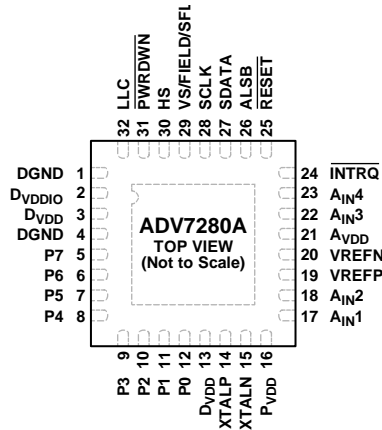 32 LLC
31 PWRDWN
30 HS
29 VS/FIELD/SFL
28 SCLK
27 SDATA
26 ALSB
25 RESET
DGND 1
DVDDIO 2
DVDD 3
DGND 4
P7 5
P6 6
P5 7
P4 8
ADV7280A
TOP VIEW
(Not to Scale)
24 INTRQ
23 AIN4
22 AIN3
21 AVDD
20 VREFN
19 VREFP
18 AIN2
17 AIN1
P3 9
P2 10
P1 11
P0 12
DVDD 13
XTALP 14
XTALN 15
PVDD 16